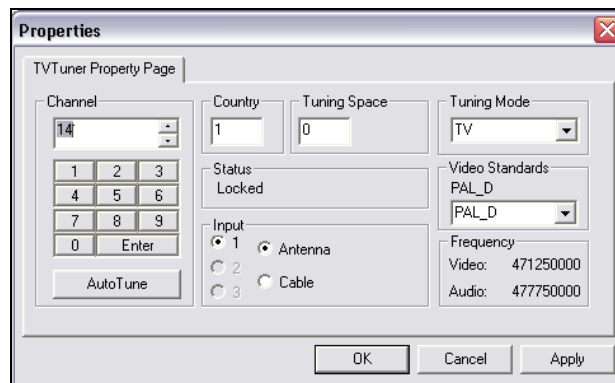 Properties
TVTuner Property Page
Channel
14
1 2 3
4 5 6
7 8 9
0 Enter
AutoTune
Country
1
Tuning Space
0
Status
Locked
Input
1
2
3
Antenna
Cable
Tuning Mode
TV
Video Standards
PAL_D
PAL_D
Frequency
Video: 471250000
Audio: 477750000
OK Cancel Apply